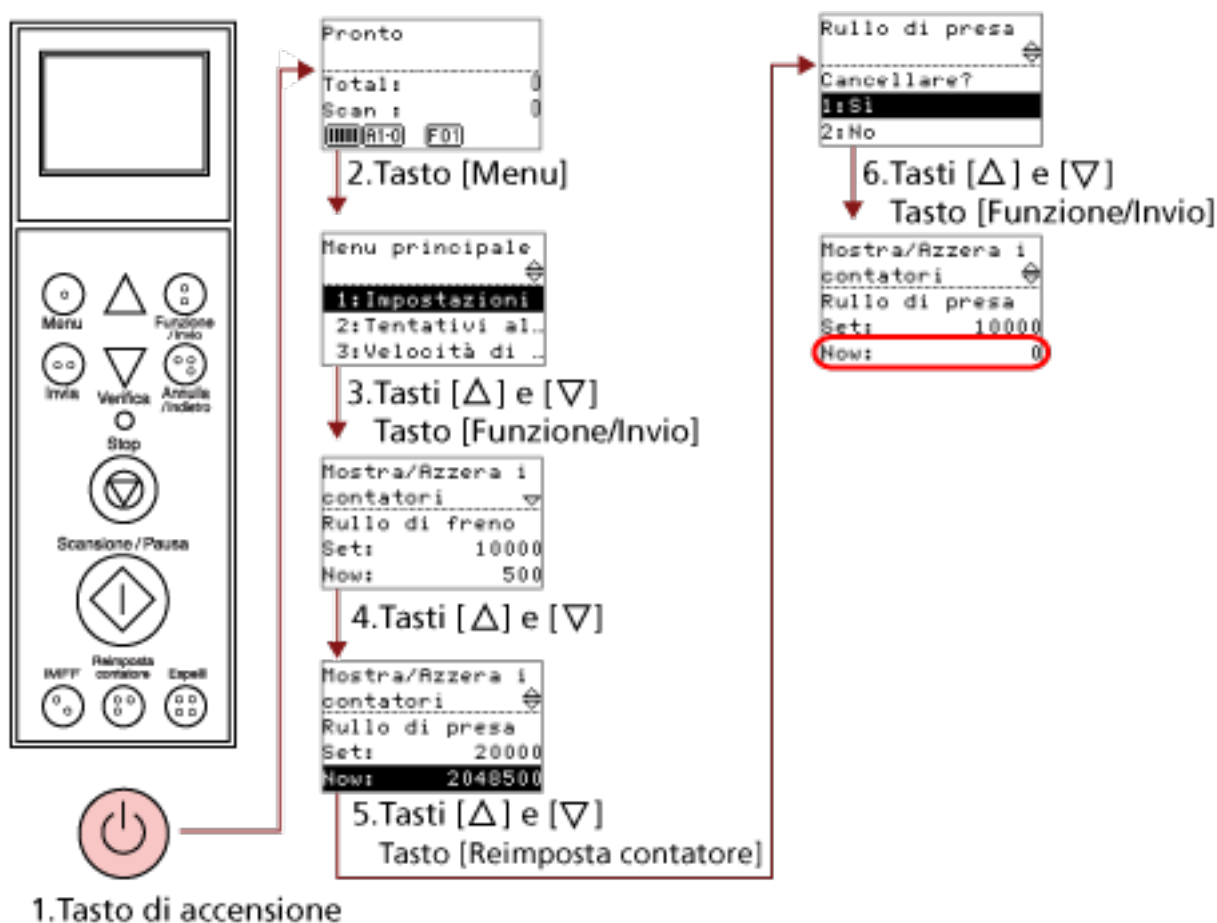 Menu
Funzione
/Invio
Invia
Verifica
Annulla
/Indietro
Stop
Scansione / Pausa
Reimposta
contatore
Espelli
1.Tasto di accensione
Pronto
Total: 0
Scan : 0
A1-0 F01
2.Tasto [Menu]
Menu principale
1:Impostazioni
2:Tentativi al…
3:Velocità di …
3.Tasti [△] e [▽]
Tasto [Funzione/Invio]
Mostra/Azzera i
contatori
Rullo di freno
Set: 10000
Now: 500
4.Tasti [△] e [▽]
Mostra/Azzera i
contatori
Rullo di presa
Set: 20000
Now: 2048500
5.Tasti [△] e [▽]
Tasto [Reimposta contatore]
Rullo di presa
Cancellare?
1:Sì
2:No
6.Tasti [△] e [▽]
Tasto [Funzione/Invio]
Mostra/Azzera i
contatori
Rullo di presa
Set: 10000
Now: 0